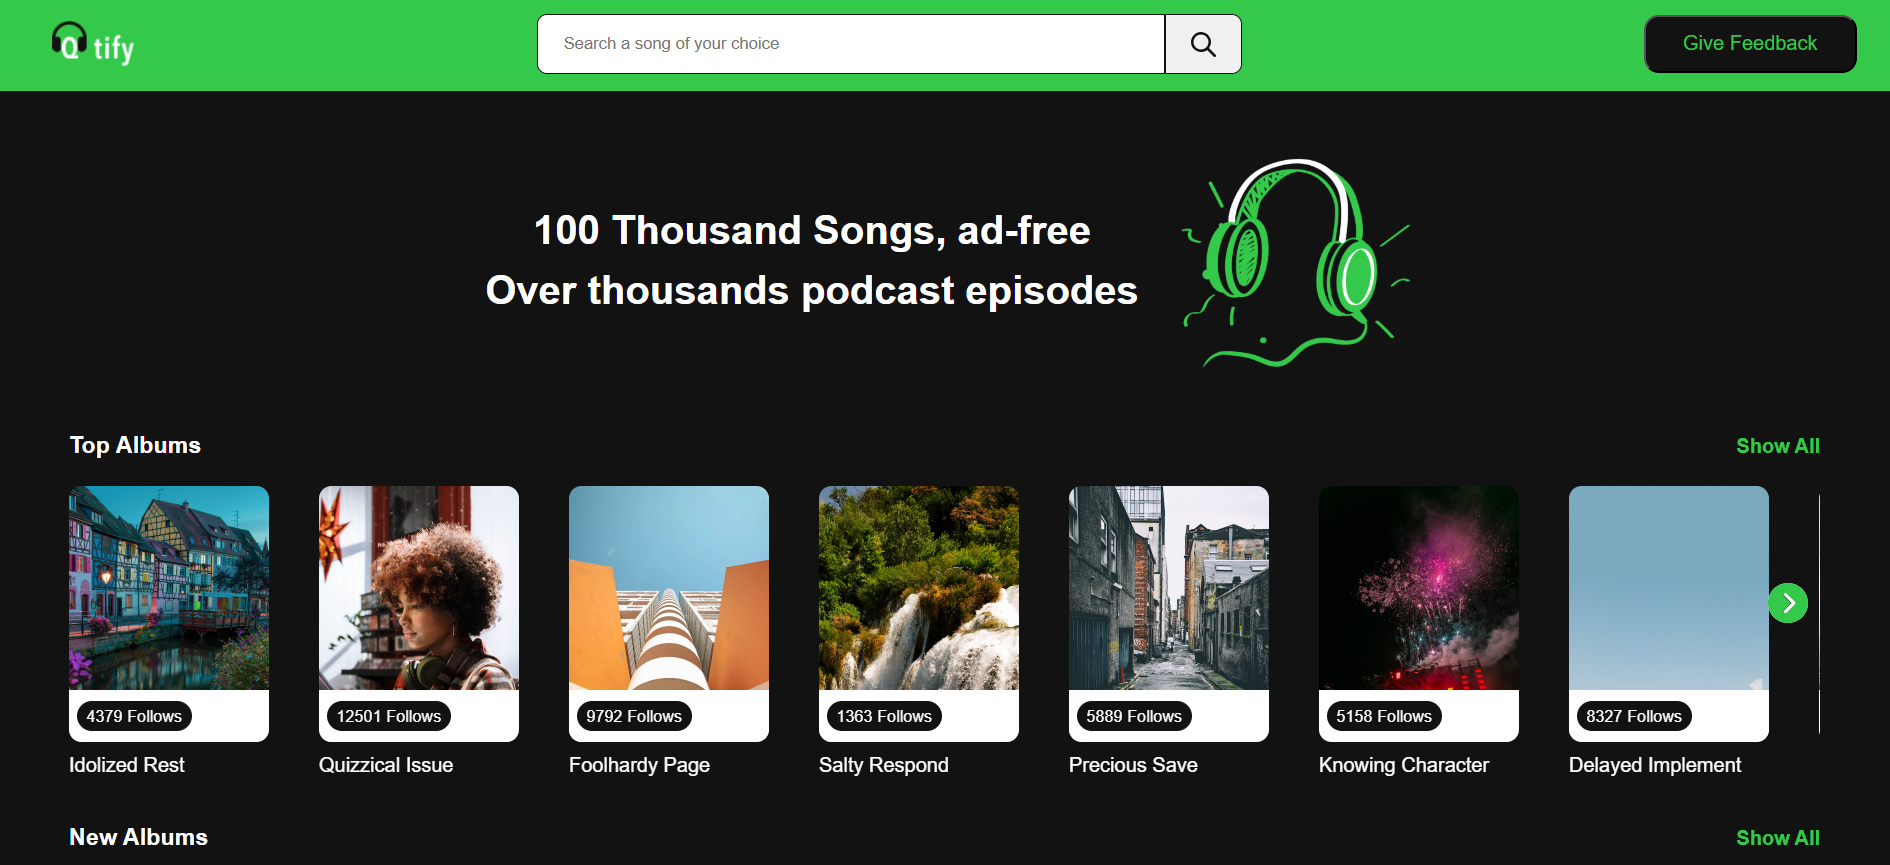 Qtify
Search a song of your choice
Give Feedback
100 Thousand Songs, ad-free
Over thousands podcast episodes
Top Albums
Show All
4379 Follows
12501 Follows
9792 Follows
1363 Follows
5889 Follows
5158 Follows
8327 Follows
Idolized Rest
Quizzical Issue
Foolhardy Page
Salty Respond
Precious Save
Knowing Character
Delayed Implement
New Albums
Show All